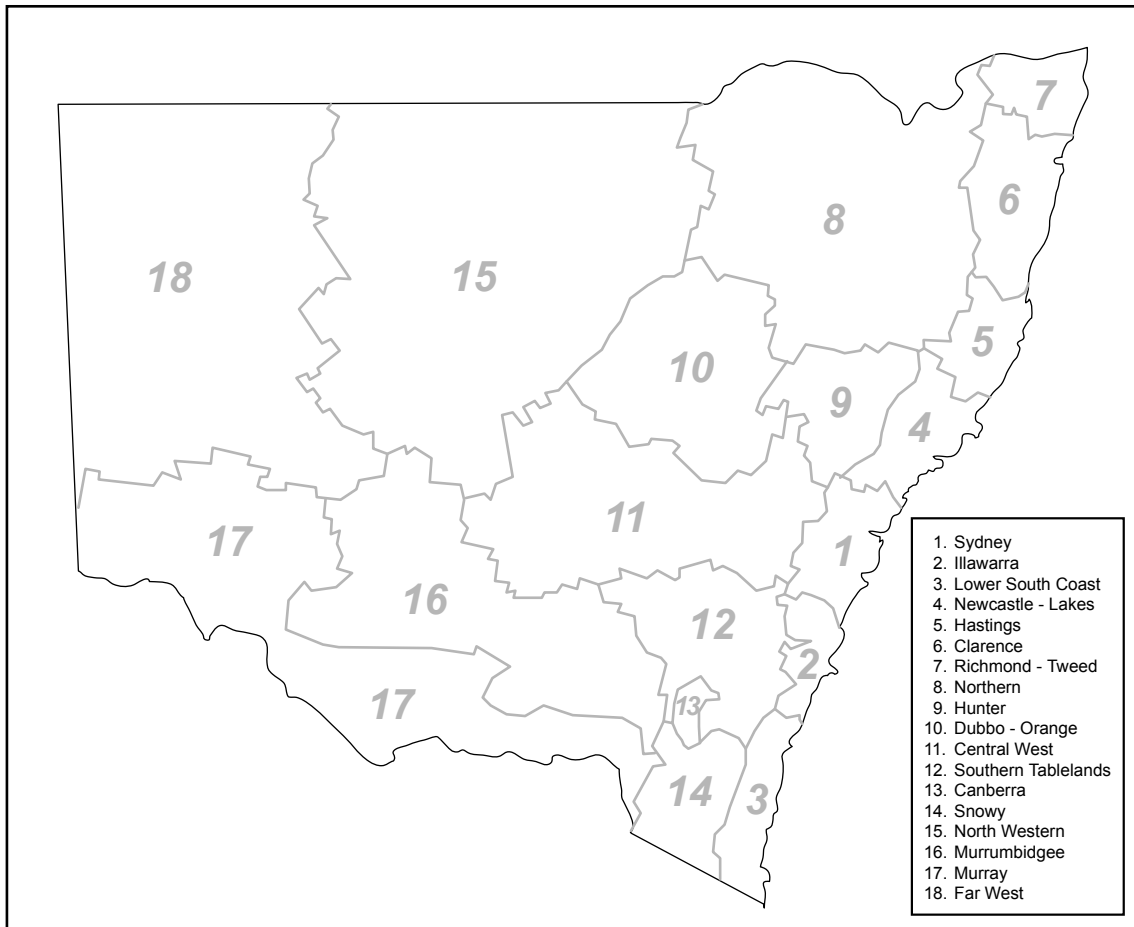 7
8
6
18
15
5
10
9
4
11
17
1
16
12
2
13
17
14
3
1. Sydney
2. Illawarra
3. Lower South Coast
4. Newcastle - Lakes
5. Hastings
6. Clarence
7. Richmond - Tweed
8. Northern
9. Hunter
10. Dubbo - Orange
11. Central West
12. Southern Tablelands
13. Canberra
14. Snowy
15. North Western
16. Murrumbidgee
17. Murray
18. Far West